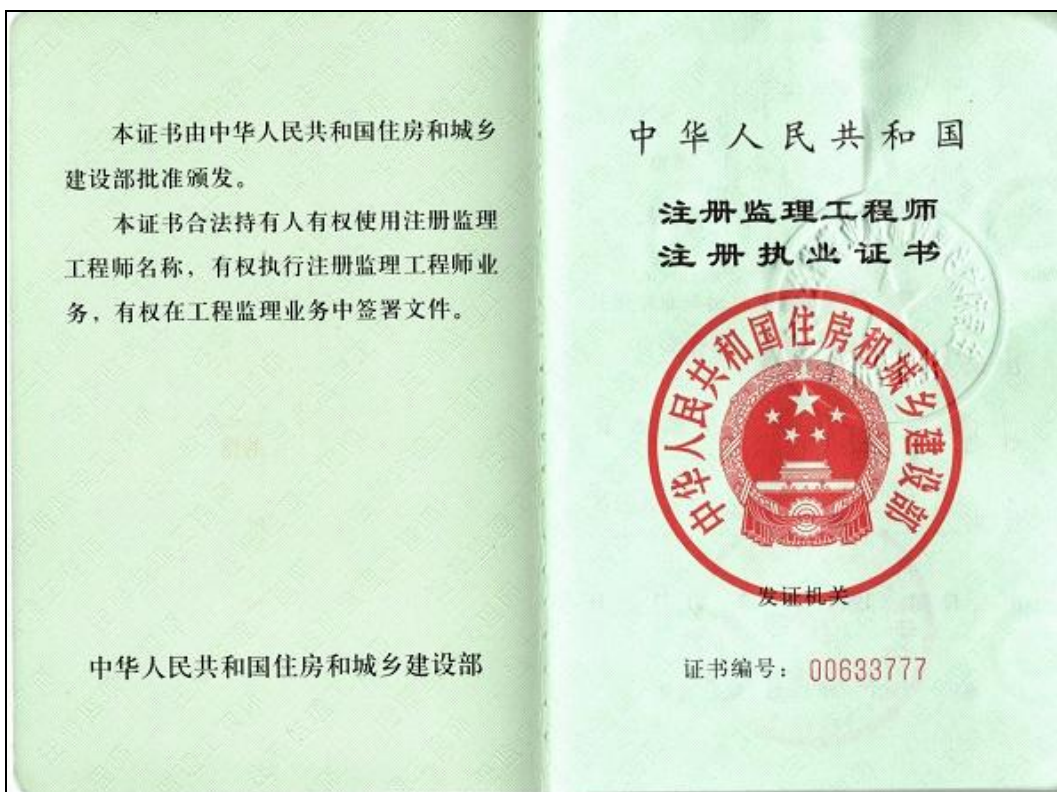 本证书由中华人民共和国住房和城乡
建设部批准颁发。
本证书合法持有人有权使用注册监理
工程师名称，有权执行注册监理工程师业
务，有权在工程监理业务中签署文件。
中华人民共和国住房和城乡建设部
中华人民共和国
注册监理工程师
注册执业证书
中华人民共和国住房和城乡建设部
发证机关
证书编号：00633777